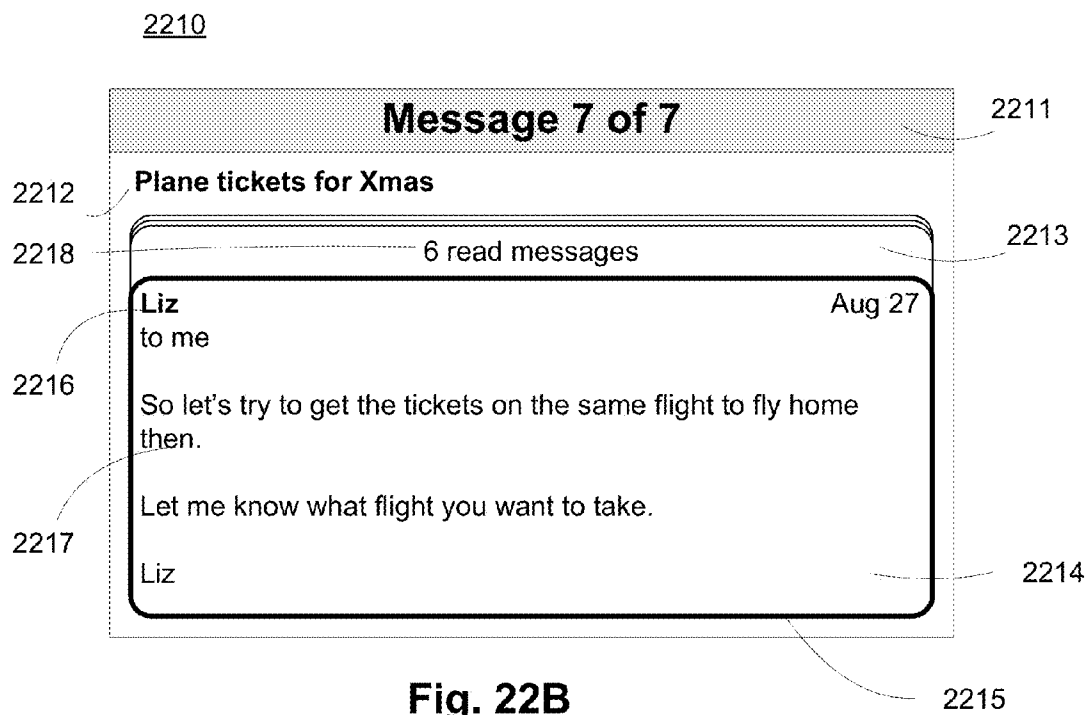 2210
Message 7 of 7
2211
2212
Plane tickets for Xmas
2218
6 read messages
2213
Liz
Aug 27
to me
2216
So let's try to get the tickets on the same flight to fly home
then.
Let me know what flight you want to take.
2217
Liz
2214
Fig. 22B
2215